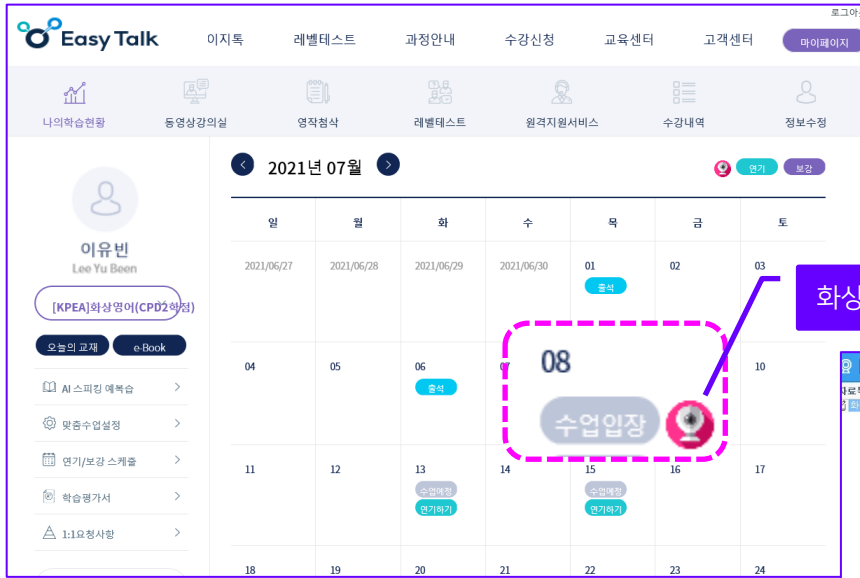 로그아
Easy Talk
이지톡 레벨테스트 과정안내 수강신청 교육센터 고객센터 마이페이지
나의학습현황 동영상강의실 영작첨삭 레벨테스트 원격지원서비스 수강내역 정보수정
이유빈
Lee Yu Been
[KPEA]화상영어(CPD2학점)
오늘의 교재 e-Book
AI 스피킹 예복습
맞춤수업설정
연기/보강 스케줄
학습평가서
1:1요청사항
2021년 07월
연기 보강
일 월 화 수 목 금 토
2021/06/27 2021/06/28 2021/06/29 2021/06/30 01 02 03
출석
화상
04 05 06 07 08 10
출석
수업입장
11 12 13 14 15 16 17
수업예정 수업예정
연기하기 연기하기
18 19 20 21 22 23 24